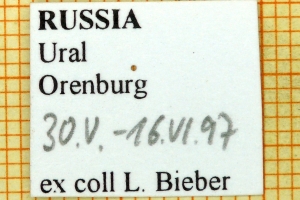 RUSSIA
Ural
Orenburg
30.V.-16.VI.97
ex coll L. Bieber